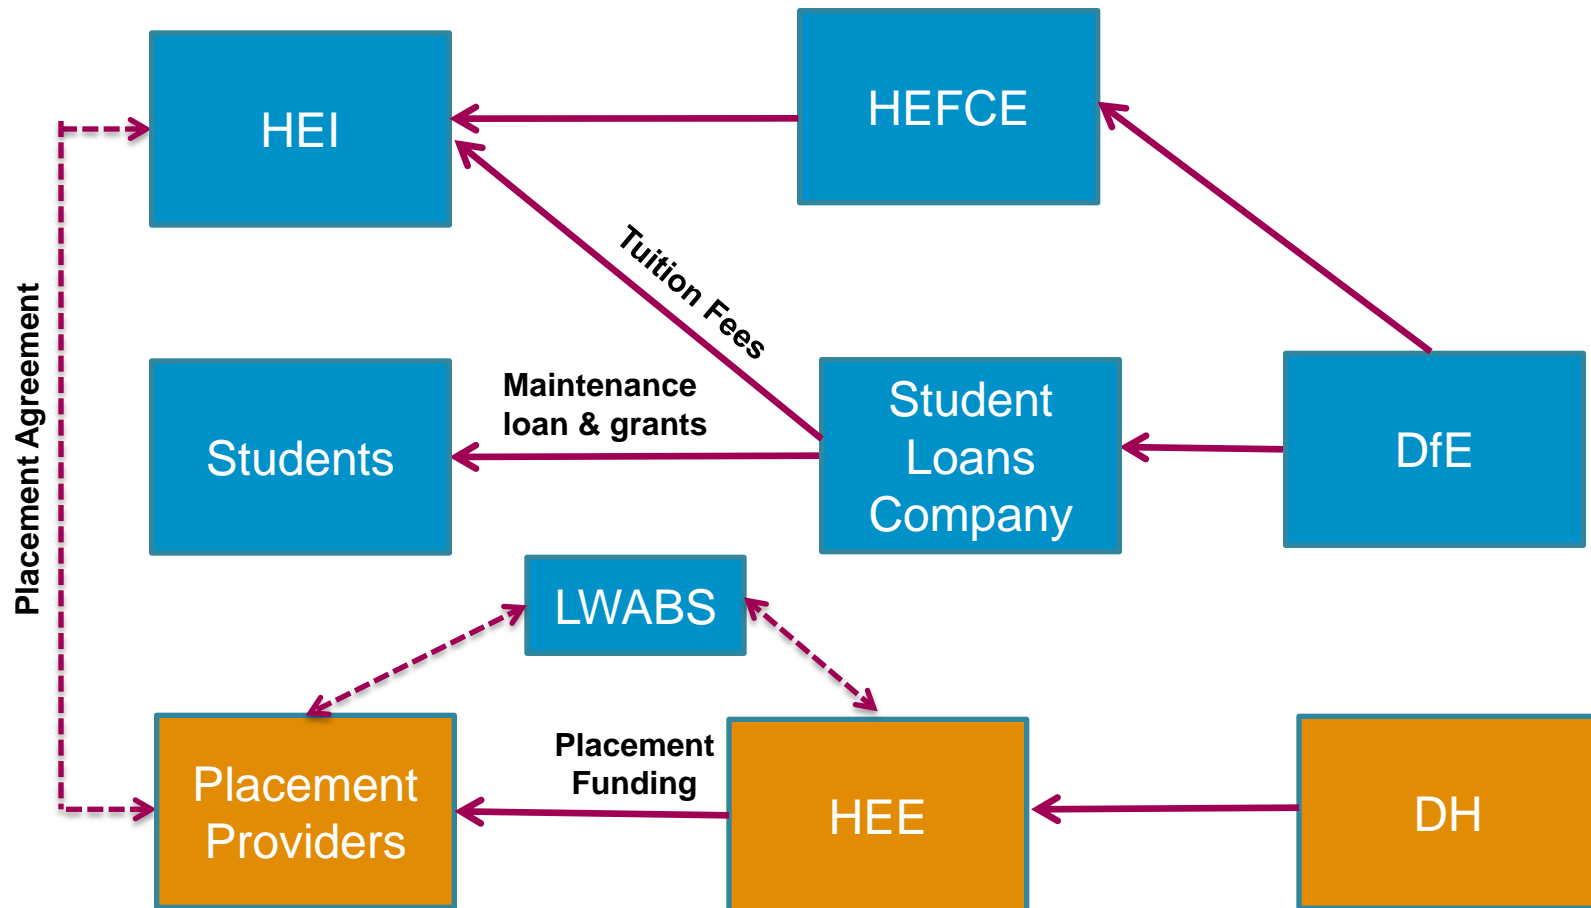 HEI
HEFCE
Tuition Fees
Placement Agreement
Maintenance
loan & grants
Students
Student
Loans
Company
DfE
LWABS
Placement
Providers
Placement
Funding
HEE
DH